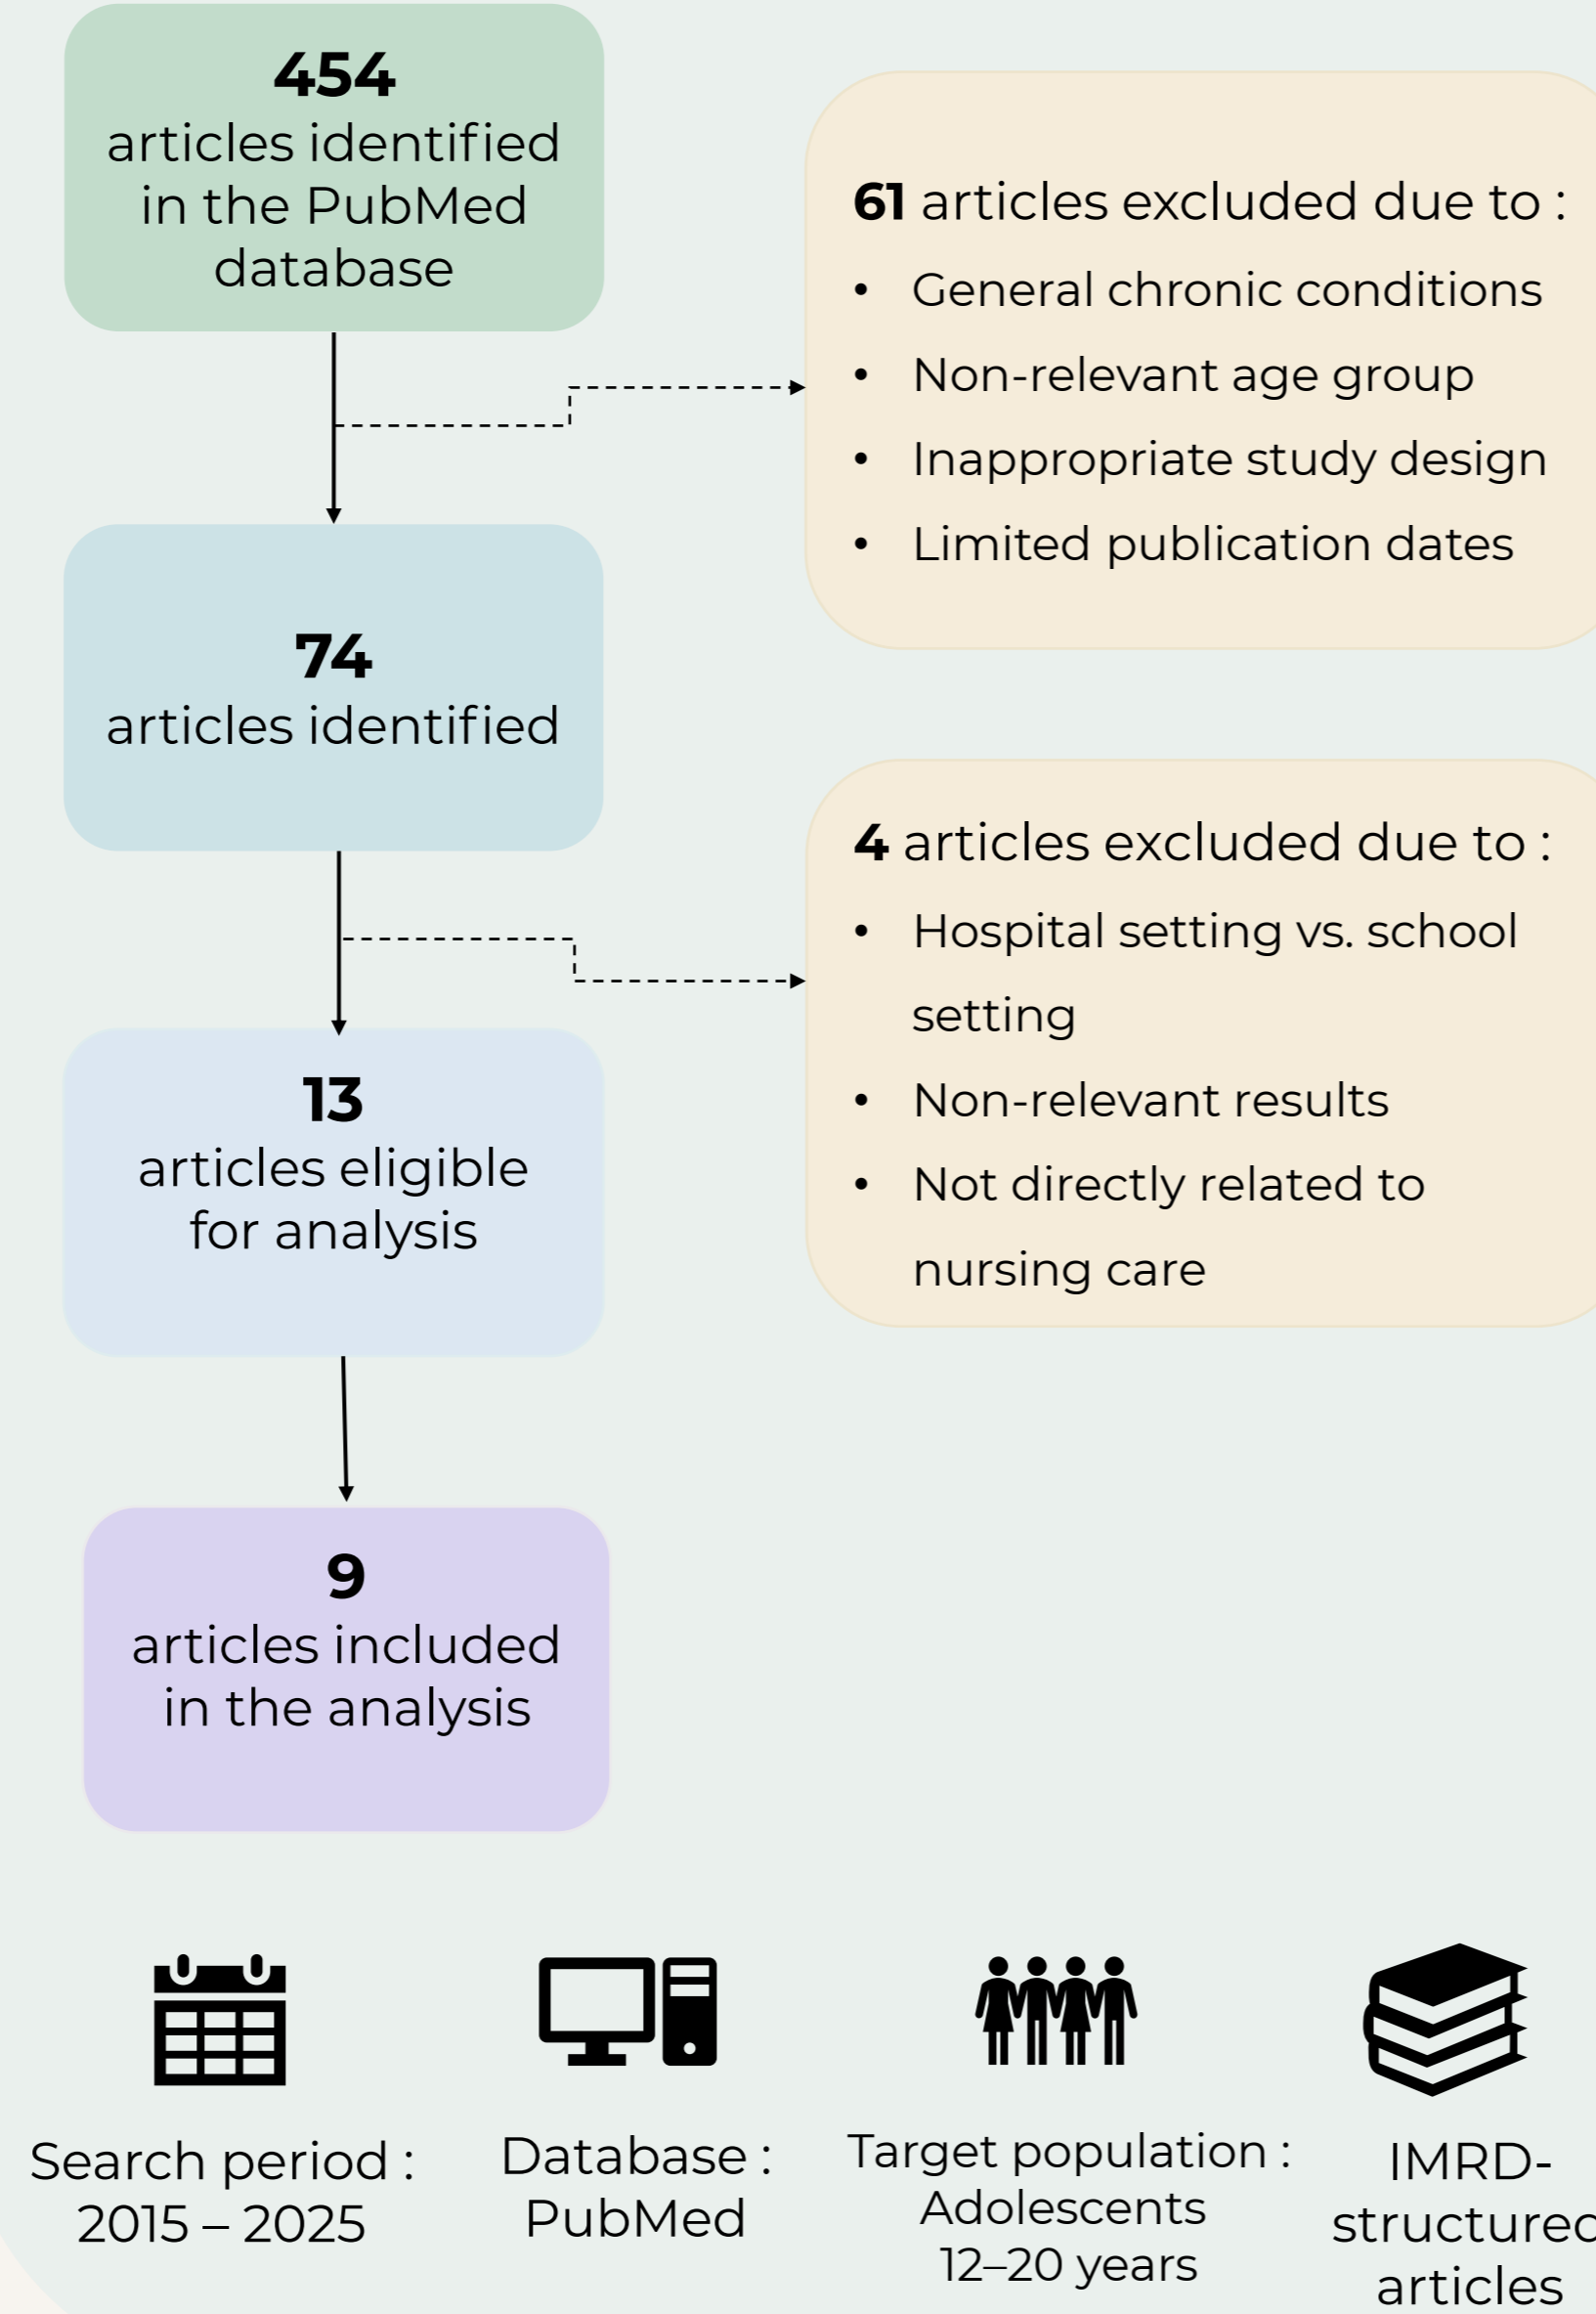 454
articles identified
in the PubMed
database
61 articles excluded due to :
• General chronic conditions
• Non-relevant age group
• Inappropriate study design
• Limited publication dates
74
articles identified
4 articles excluded due to :
• Hospital setting vs. school
setting
• Non-relevant results
• Not directly related to
nursing care
13
articles eligible
for analysis
9
articles included
in the analysis
Search period :
2015 – 2025
Database :
PubMed
Target population :
Adolescents
12–20 years
IMRD-
structured
articles